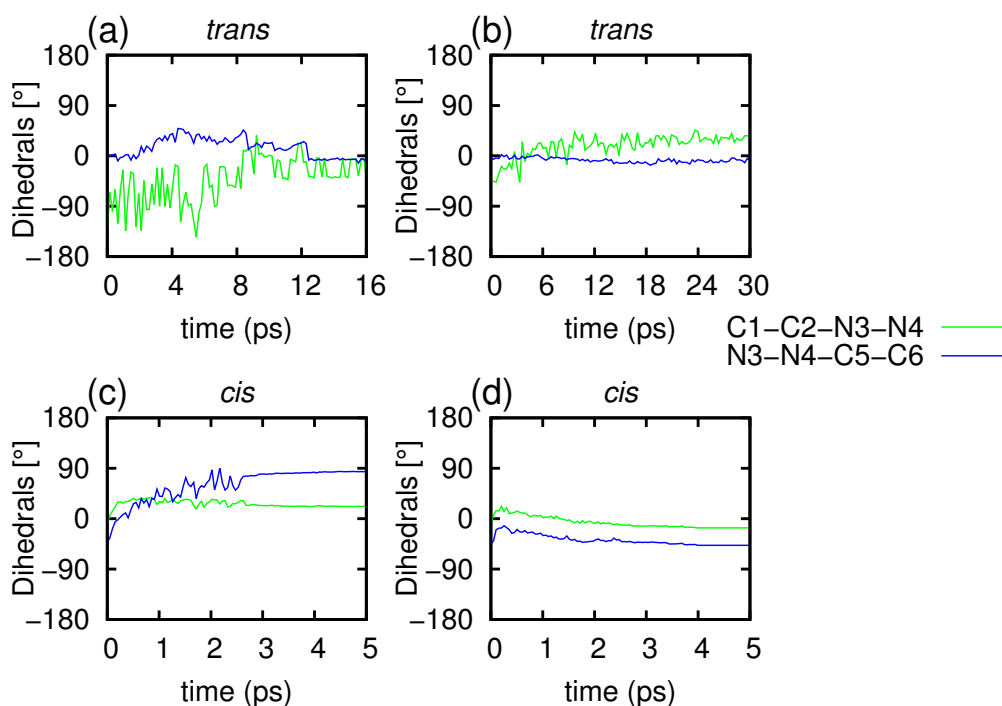 (a) trans
180
90
0
−90
−180
Dihedrals [°]
0 4 8 12 16
time (ps)
(b) trans
180
90
0
−90
−180
Dihedrals [°]
0 6 12 18 24 30
time (ps)
C1−C2−N3−N4
N3−N4−C5−C6
(c) cis
180
90
0
−90
−180
Dihedrals [°]
0 1 2 3 4 5
time (ps)
(d) cis
180
90
0
−90
−180
Dihedrals [°]
0 1 2 3 4 5
time (ps)